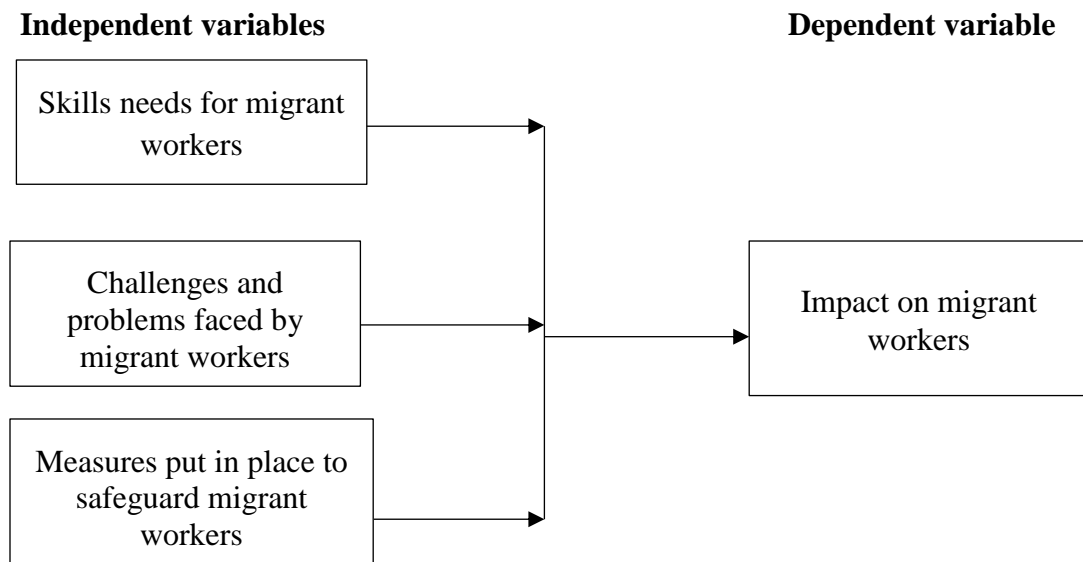 Independent variables
Dependent variable
Skills needs for migrant
workers
Challenges and
problems faced by
migrant workers
Measures put in place to
safeguard migrant
workers
Impact on migrant
workers